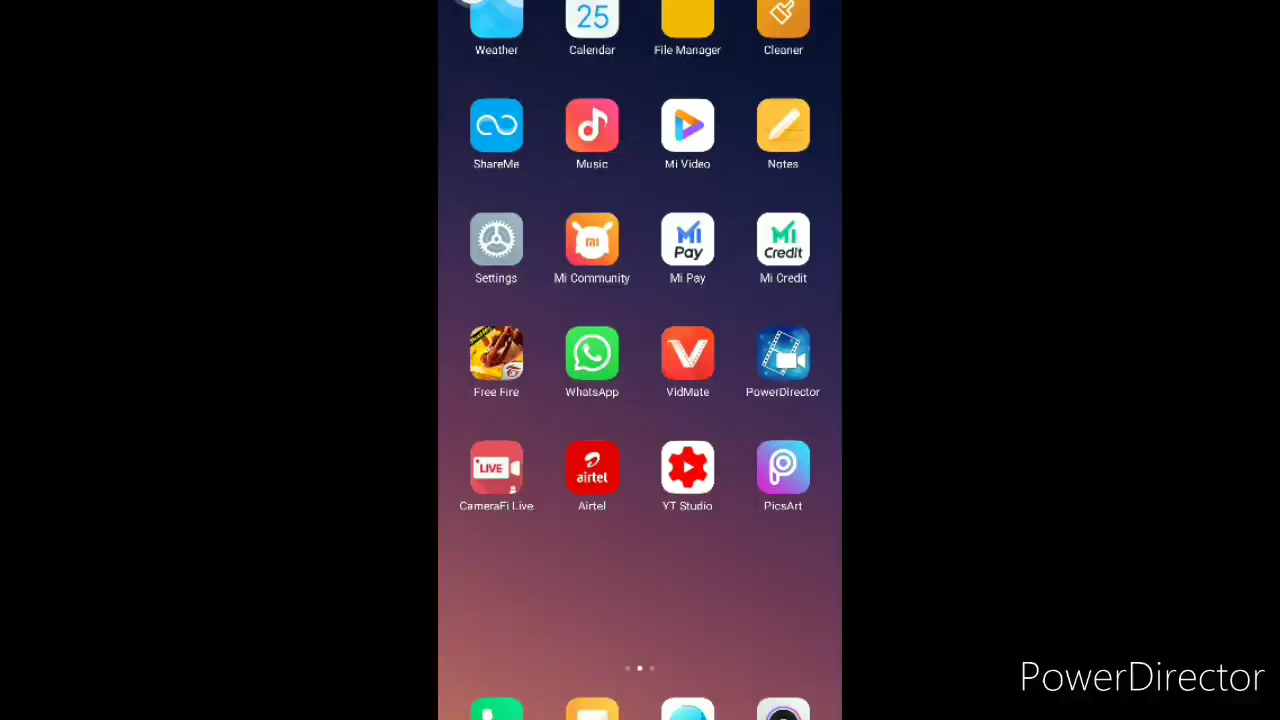 25
Weather Calendar File Manager Cleaner
ShareMe Music Mi Video Notes
mi Pay Credit
Settings Mi Community Mi Pay Mi Credit
Free Fire WhatsApp VidMate PowerDirector
LIVE airtel
CameraFi Live Airtel YT Studio PicsArt
PowerDirector